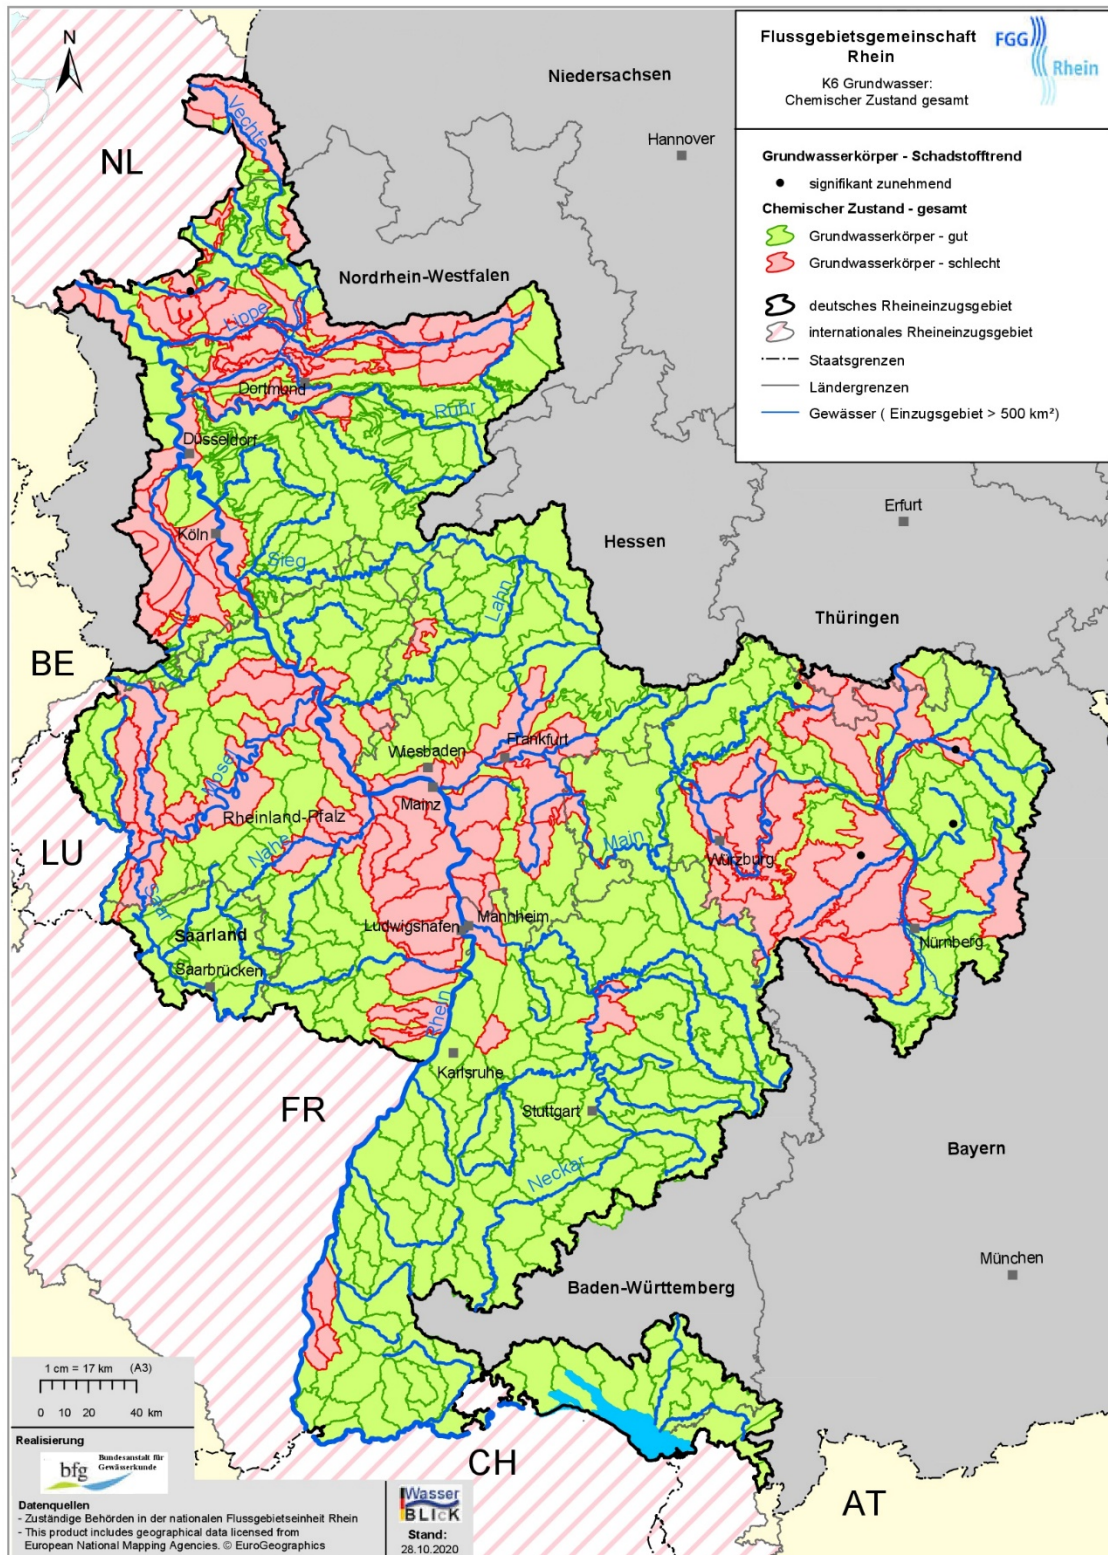 Flussgebietsgemeinschaft
Rhein
K6 Grundwasser:
Chemischer Zustand gesamt
FGG
Rhein
Grundwasserkörper - Schadstofftrend
signifikant zunehmend
Chemischer Zustand - gesamt
Grundwasserkörper - gut
Grundwasserkörper - schlecht
deutsches Rheineinzugsgebiet
internationales Rheineinzugsgebiet
Staatsgrenzen
Ländergrenzen
Gewässer ( Einzugsgebiet > 500 km²)
N
Niedersachsen
Vechte
Hannover
NL
Nordrhein-Westfalen
Lippe
Dortmund
Ruhr
Düsseldorf
Erfurt
Köln
Hessen
Sieg
Lahn
Thüringen
BE
Frankfurt
Wiesbaden
Mosel
Mainz
Rheinland-Pfalz
Main
LU
Nahe
Würzburg
Saar
Mannheim
Ludwigshafen
Saarland
Nürnberg
Saarbrücken
Rhein
Karlsruhe
FR
Stuttgart
Bayern
Neckar
München
Baden-Württemberg
CH
AT
1 cm = 17 km (A3)
0 10 20 40 km
Realisierung
bfg
Bundesanstalt für
Gewässerkunde
Datenquellen
- Zuständige Behörden in der nationalen Flussgebietseinheit Rhein
- This product includes geographical data licensed from
European National Mapping Agencies. © EuroGeographics
Wasser
BLIcK
Stand:
28.10.2020